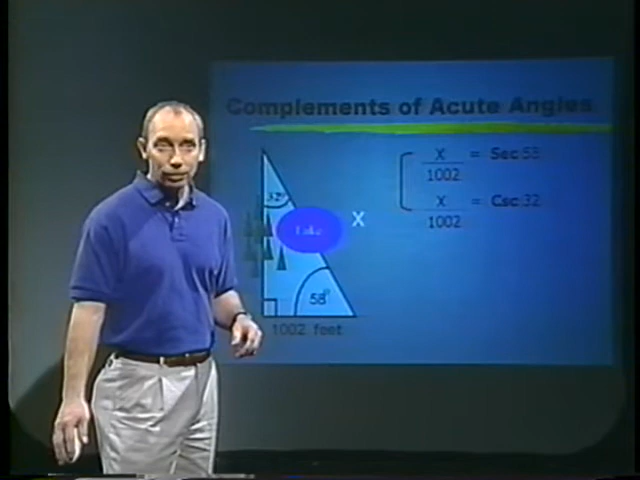 Complements of Acute Angles
X
1002
= Sec 58
X
1002
= Csc 32
32°
Lake
X
58°
1002 feet